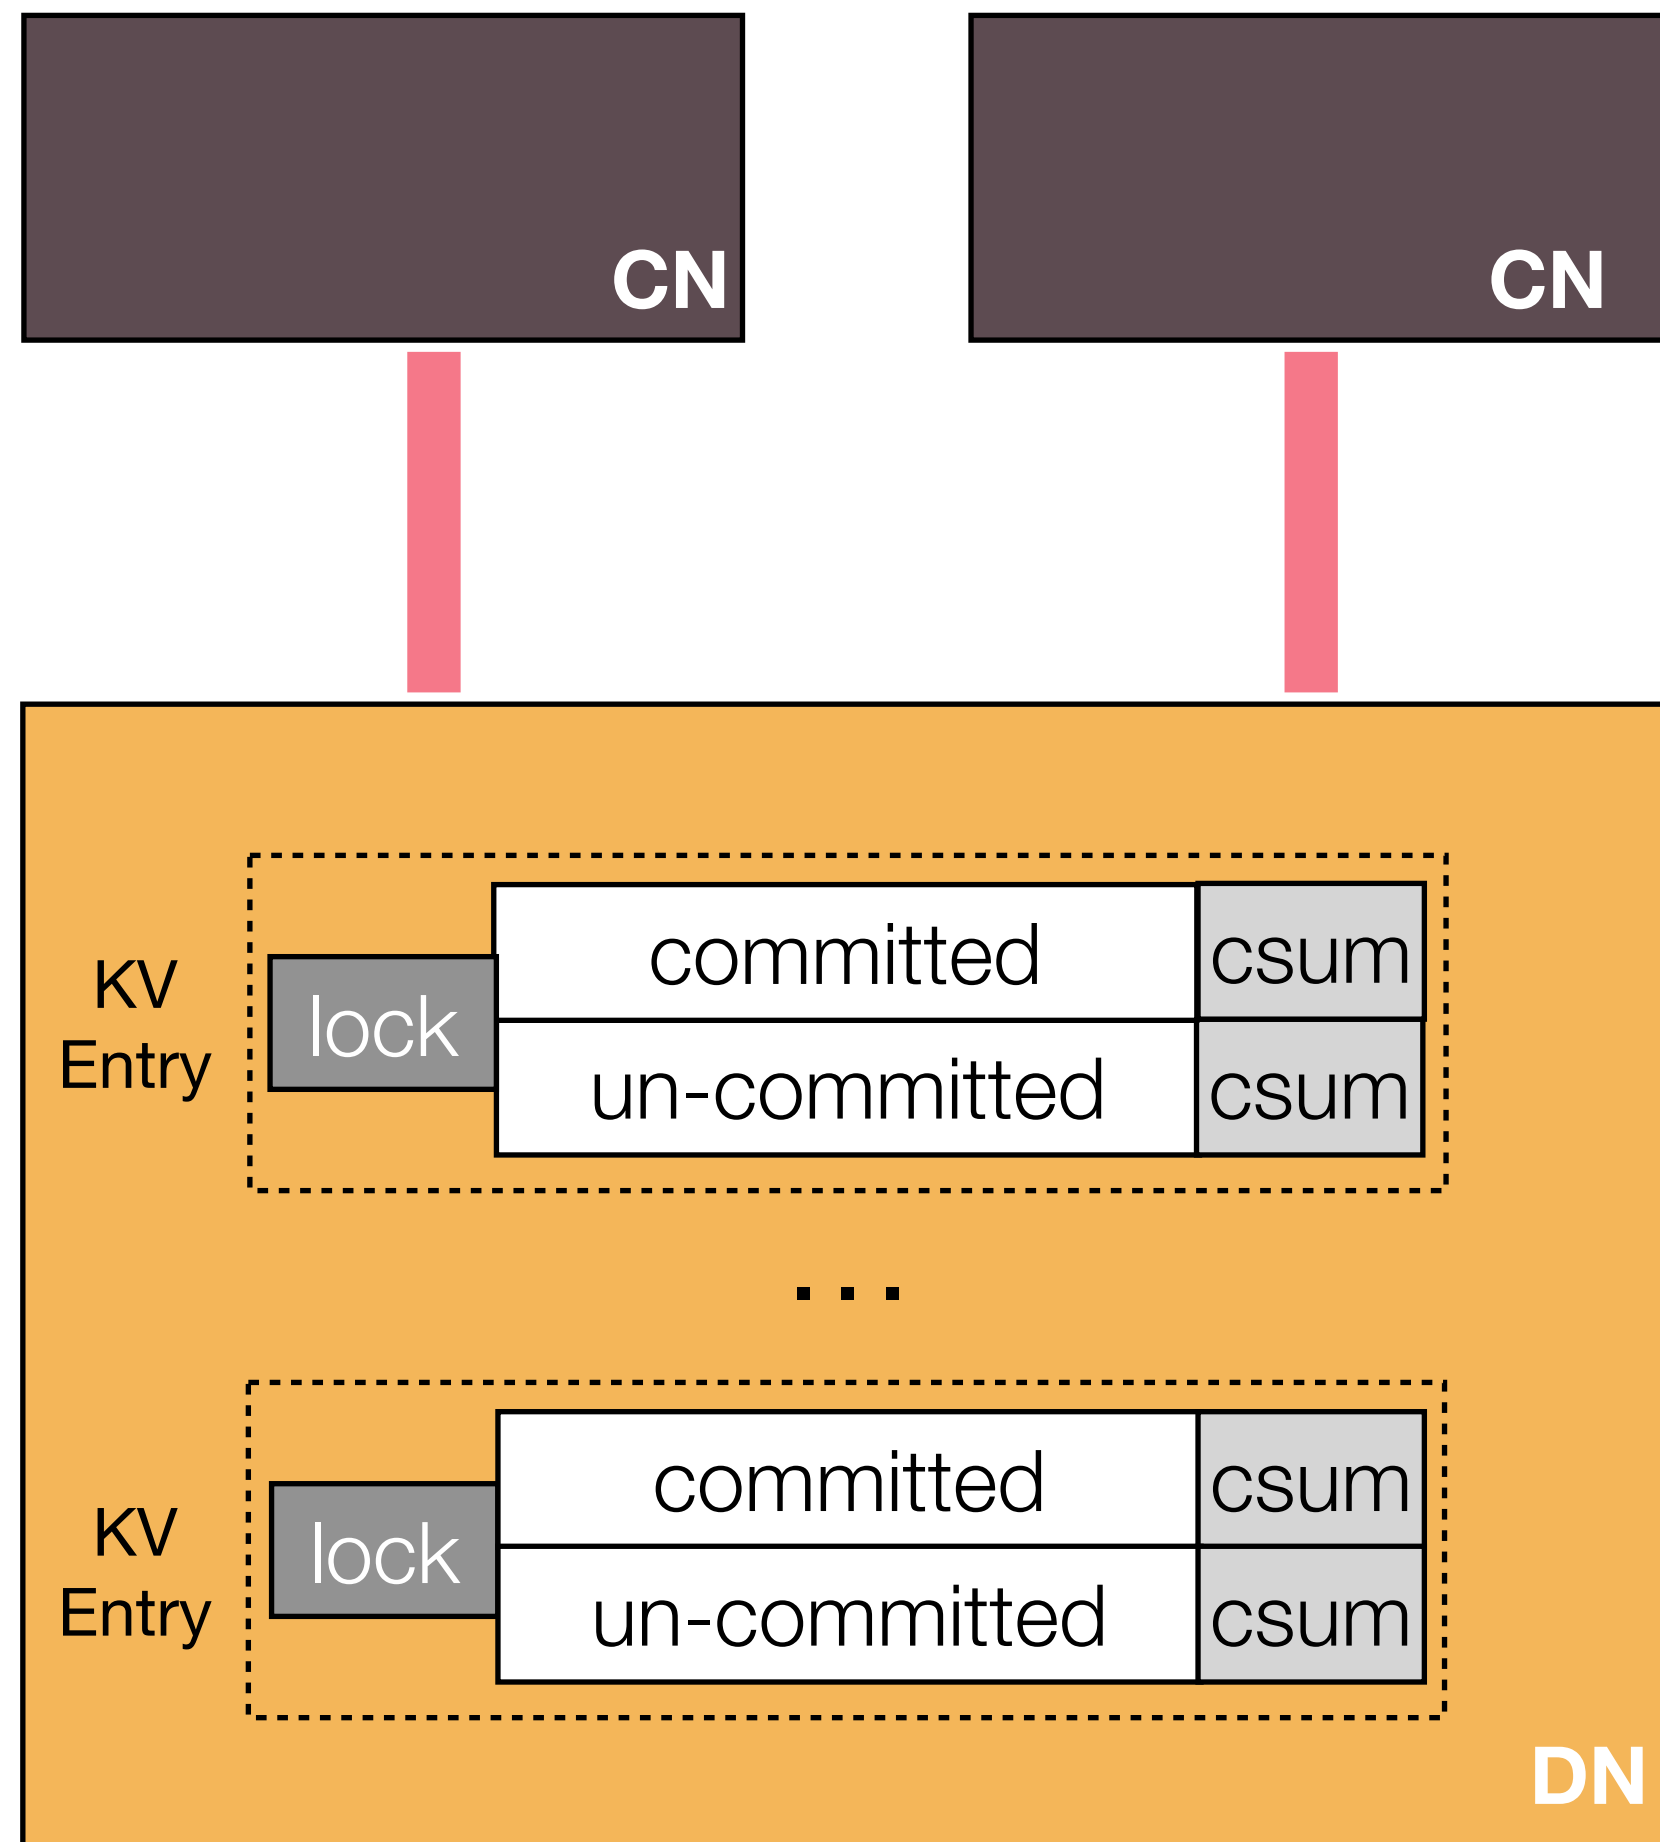 CN
CN
committed
csum
KV
Entry
lock
un-committed
csum
...
committed
csum
KV
Entry
lock
un-committed
csum
DN